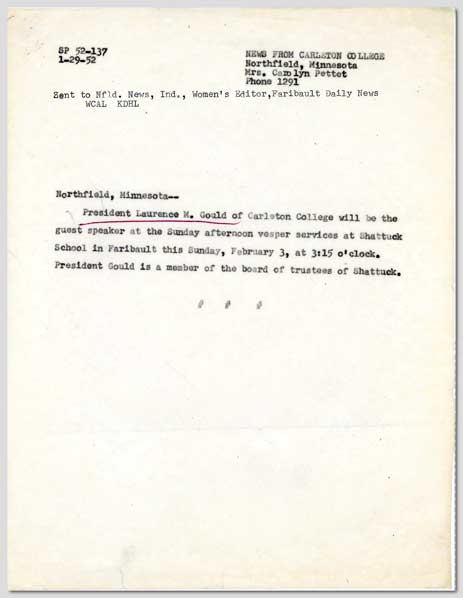 SP 52-137
1-29-52
NEWS FROM CARLETON COLLEGE
Northfield, Minnesota
Mrs. Carolyn Pettet
Phone 1291
Sent to Nfld. News, Ind., Women's Editor,Faribault Daily News
WCAL KDHL
Northfield, Minnesota--
President Laurence M. Gould of Carleton College will be the
guest speaker at the Sunday afternoon vesper services at Shattuck
School in Faribault this Sunday, February 3, at 3:15 o'clock.
President Gould is a member of the board of trustees of Shattuck.
# # #